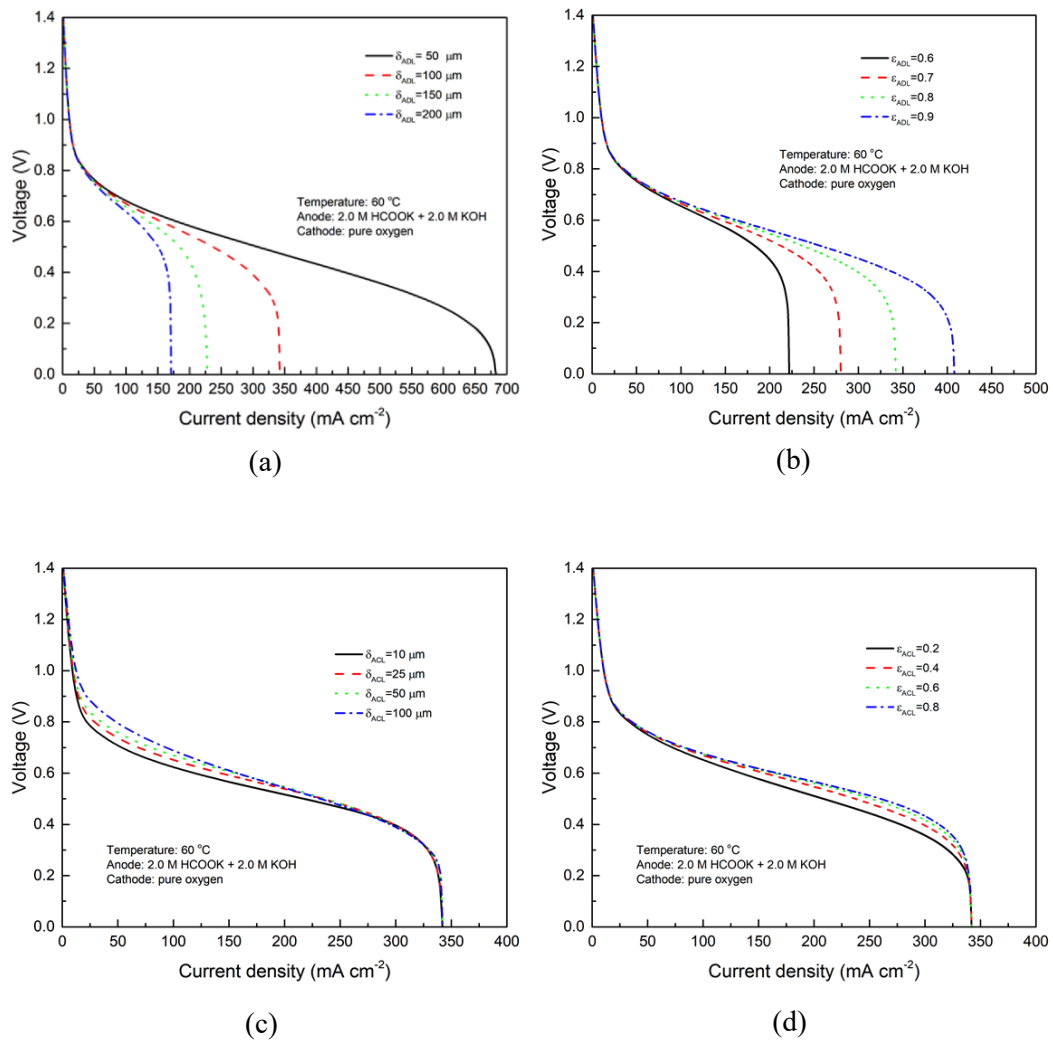 1.4
1.2
1.0
0.8
0.6
0.4
0.2
0.0
Voltage (V)
δADL= 50 μm
δADL=100 μm
δADL=150 μm
δADL=200 μm
Temperature: 60 °C
Anode: 2.0 M HCOOK + 2.0 M KOH
Cathode: pure oxygen
0 50 100 150 200 250 300 350 400 450 500 550 600 650 700
Current density (mA cm-2)
(a)
1.4
1.2
1.0
0.8
0.6
0.4
0.2
0.0
Voltage (V)
εADL=0.6
εADL=0.7
εADL=0.8
εADL=0.9
Temperature: 60 °C
Anode: 2.0 M HCOOK + 2.0 M KOH
Cathode: pure oxygen
0 50 100 150 200 250 300 350 400 450 500
Current density (mA cm-2)
(b)
1.4
1.2
1.0
0.8
0.6
0.4
0.2
0.0
Voltage (V)
δACL=10 μm
δACL=25 μm
δACL=50 μm
δACL=100 μm
Temperature: 60 °C
Anode: 2.0 M HCOOK + 2.0 M KOH
Cathode: pure oxygen
0 50 100 150 200 250 300 350 400
Current density (mA cm-2)
(c)
1.4
1.2
1.0
0.8
0.6
0.4
0.2
0.0
Voltage (V)
εACL=0.2
εACL=0.4
εACL=0.6
εACL=0.8
Temperature: 60 °C
Anode: 2.0 M HCOOK + 2.0 M KOH
Cathode: pure oxygen
0 50 100 150 200 250 300 350 400
Current density (mA cm-2)
(d)